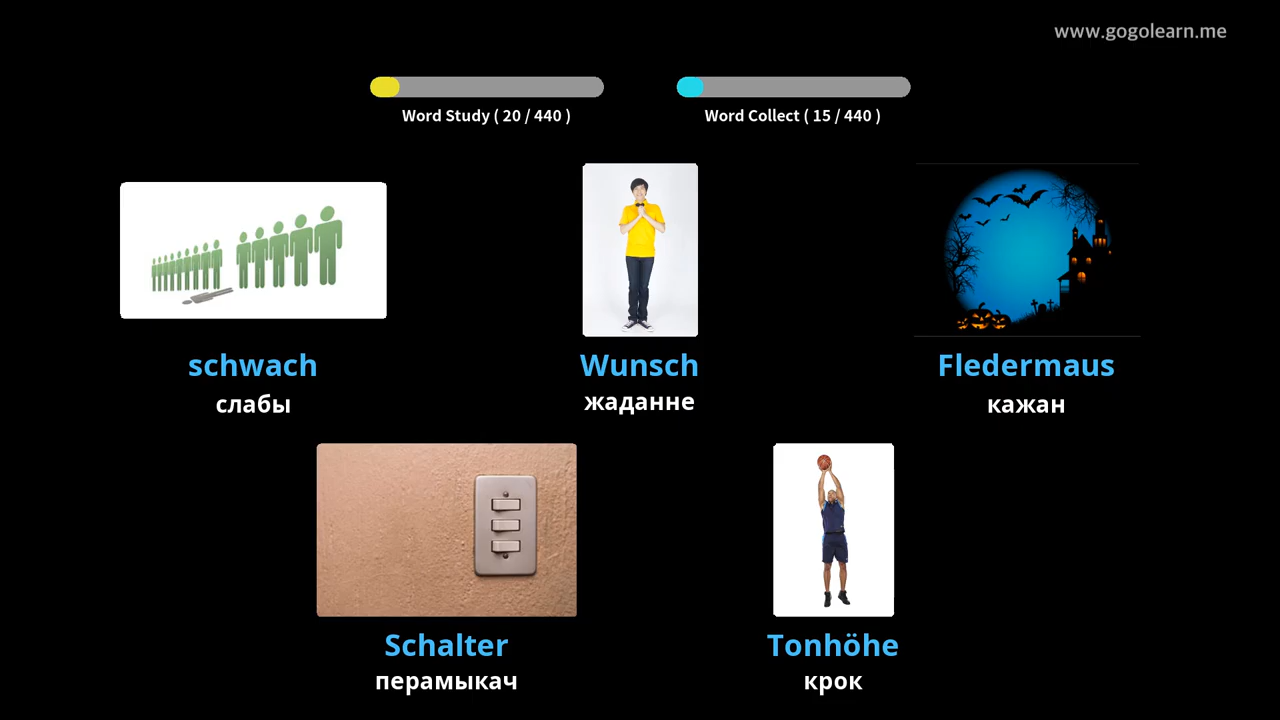 www.gogolearn.me
Word Study ( 20 / 440 )
Word Collect ( 15 / 440 )
schwach
слабы
Wunsch
жаданне
Fledermaus
кажан
Schalter
перамыкач
Tonhöhe
крок